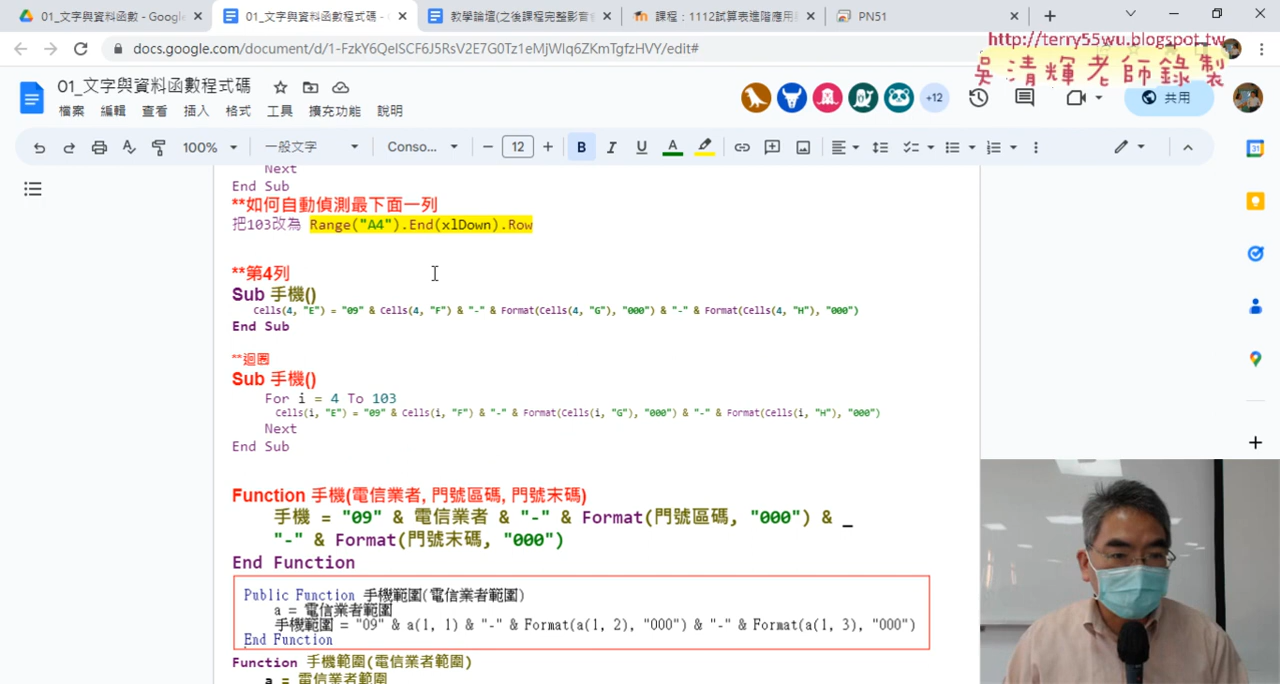 01_文字與資料函數 - Google
01_文字與資料函數程式碼 -
教學論壇(之後課程完整影音
課程：1112試算表進階應用
PN51
docs.google.com/document/d/1-FzkY6QeISCF6J5RsV2E7G0Tz1eMjWIq6ZKmTgfzHVY/edit#
http://terry55wu.blogspot.tw
吳清輝老師錄製
01_文字與資料函數程式碼
檔案 編輯 查看 插入 格式 工具 擴充功能 說明
+12
共用
100% 一般文字 Conso... 12 B I U A
Next
End Sub
**如何自動偵測最下面一列
把103改為 Range("A4").End(xlDown).Row
**第4列
Sub 手機()
Cells(4, "E") = "09" & Cells(4, "F") & "-" & Format(Cells(4, "G"), "000") & "-" & Format(Cells(4, "H"), "000")
End Sub
**迴圈
Sub 手機()
For i = 4 To 103
Cells(i, "E") = "09" & Cells(i, "F") & "-" & Format(Cells(i, "G"), "000") & "-" & Format(Cells(i, "H"), "000")
Next
End Sub
Function 手機(電信業者, 門號區碼, 門號末碼)
手機 = "09" & 電信業者 & "-" & Format(門號區碼, "000") & _
"-" & Format(門號末碼, "000")
End Function
Public Function 手機範圍(電信業者範圍)
a = 電信業者範圍
手機範圍 = "09" & a(1, 1) & "-" & Format(a(1, 2), "000") & "-" & Format(a(1, 3), "000")
End Function
Function 手機範圍(電信業者範圍)
a = 電信業者範圍